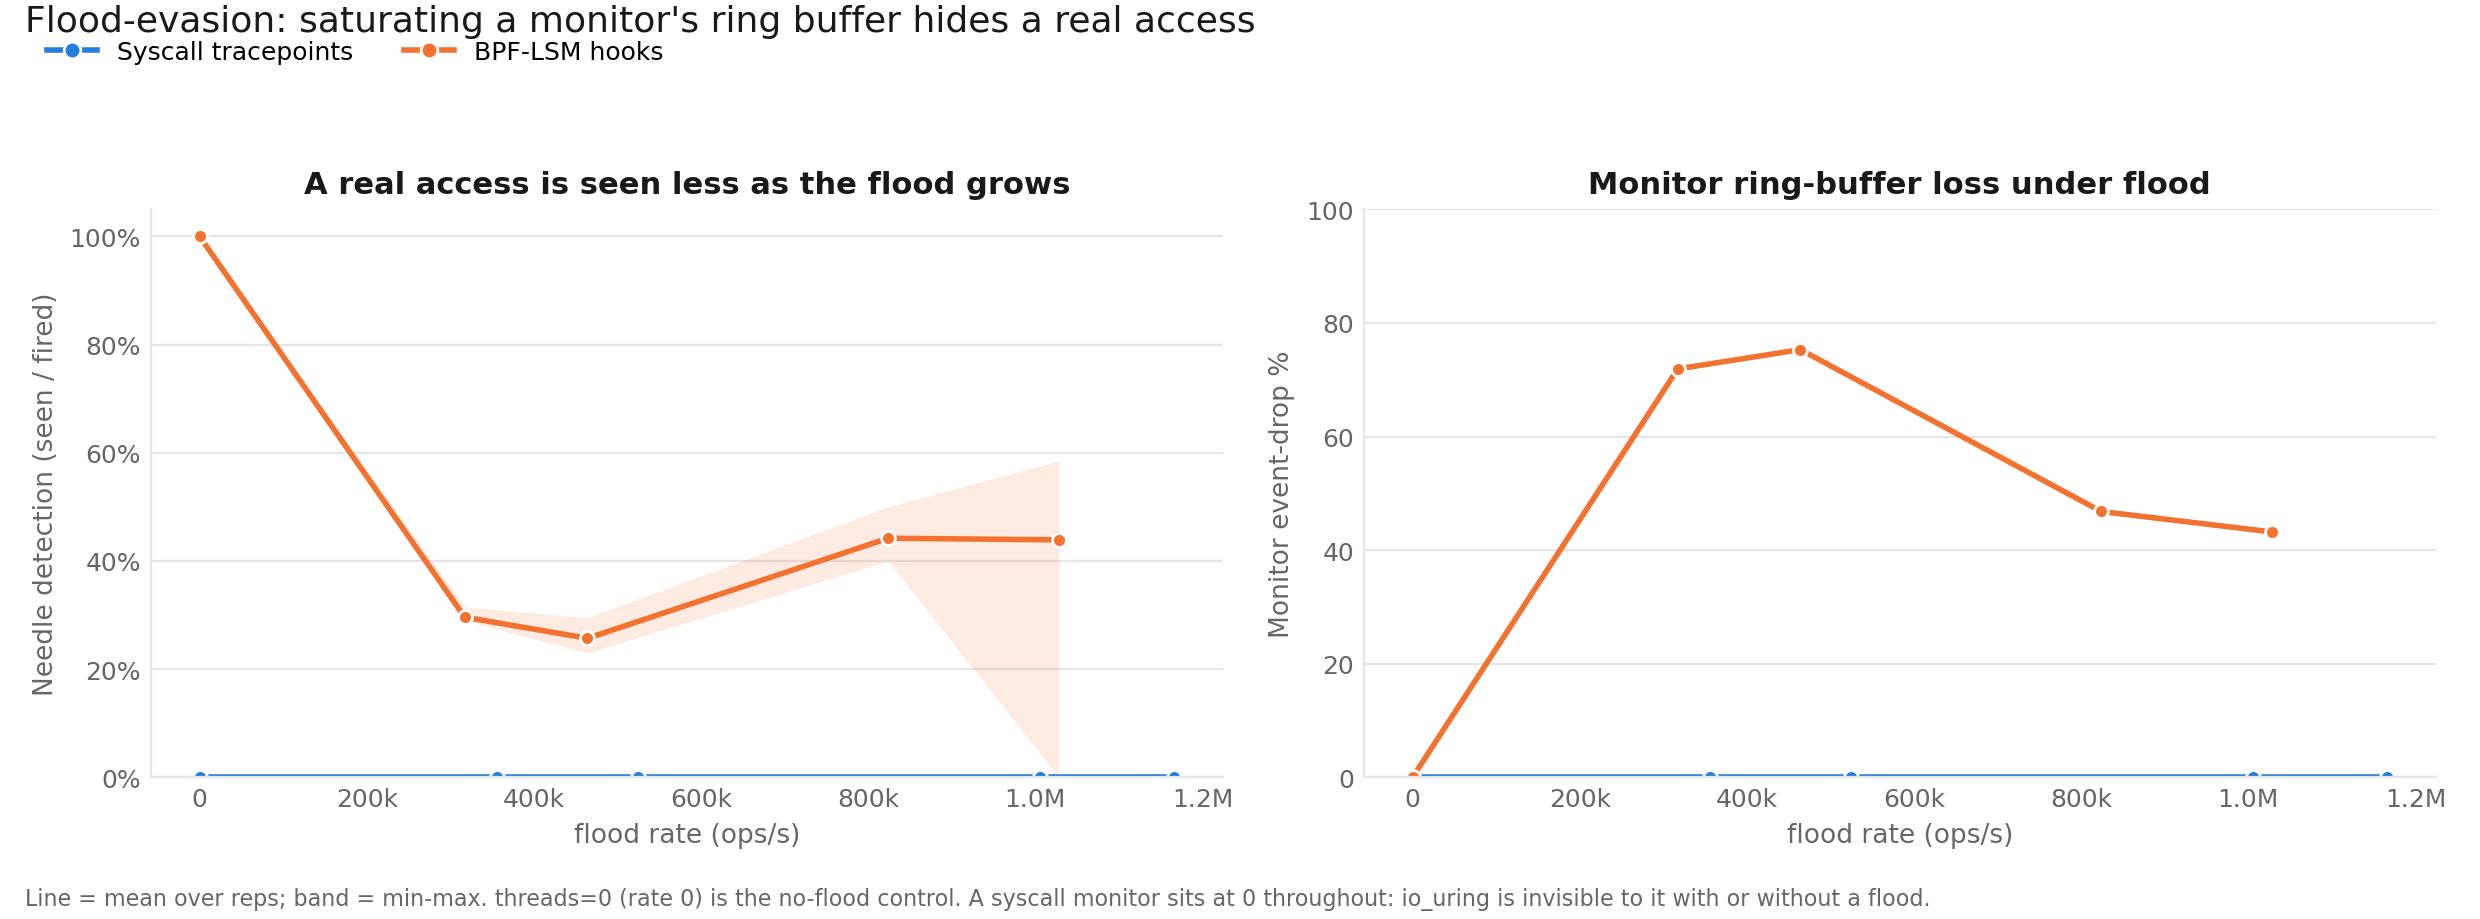 Flood-evasion: saturating a monitor's ring buffer hides a real access
Syscall tracepoints
BPF-LSM hooks
A real access is seen less as the flood grows
Needle detection (seen / fired)
100%
80%
60%
40%
20%
0%
0
200k
400k
600k
800k
1.0M
1.2M
flood rate (ops/s)
Monitor ring-buffer loss under flood
Monitor event-drop %
100
80
60
40
20
0
0
200k
400k
600k
800k
1.0M
1.2M
flood rate (ops/s)
Line = mean over reps; band = min-max. threads=0 (rate 0) is the no-flood control. A syscall monitor sits at 0 throughout: io_uring is invisible to it with or without a flood.